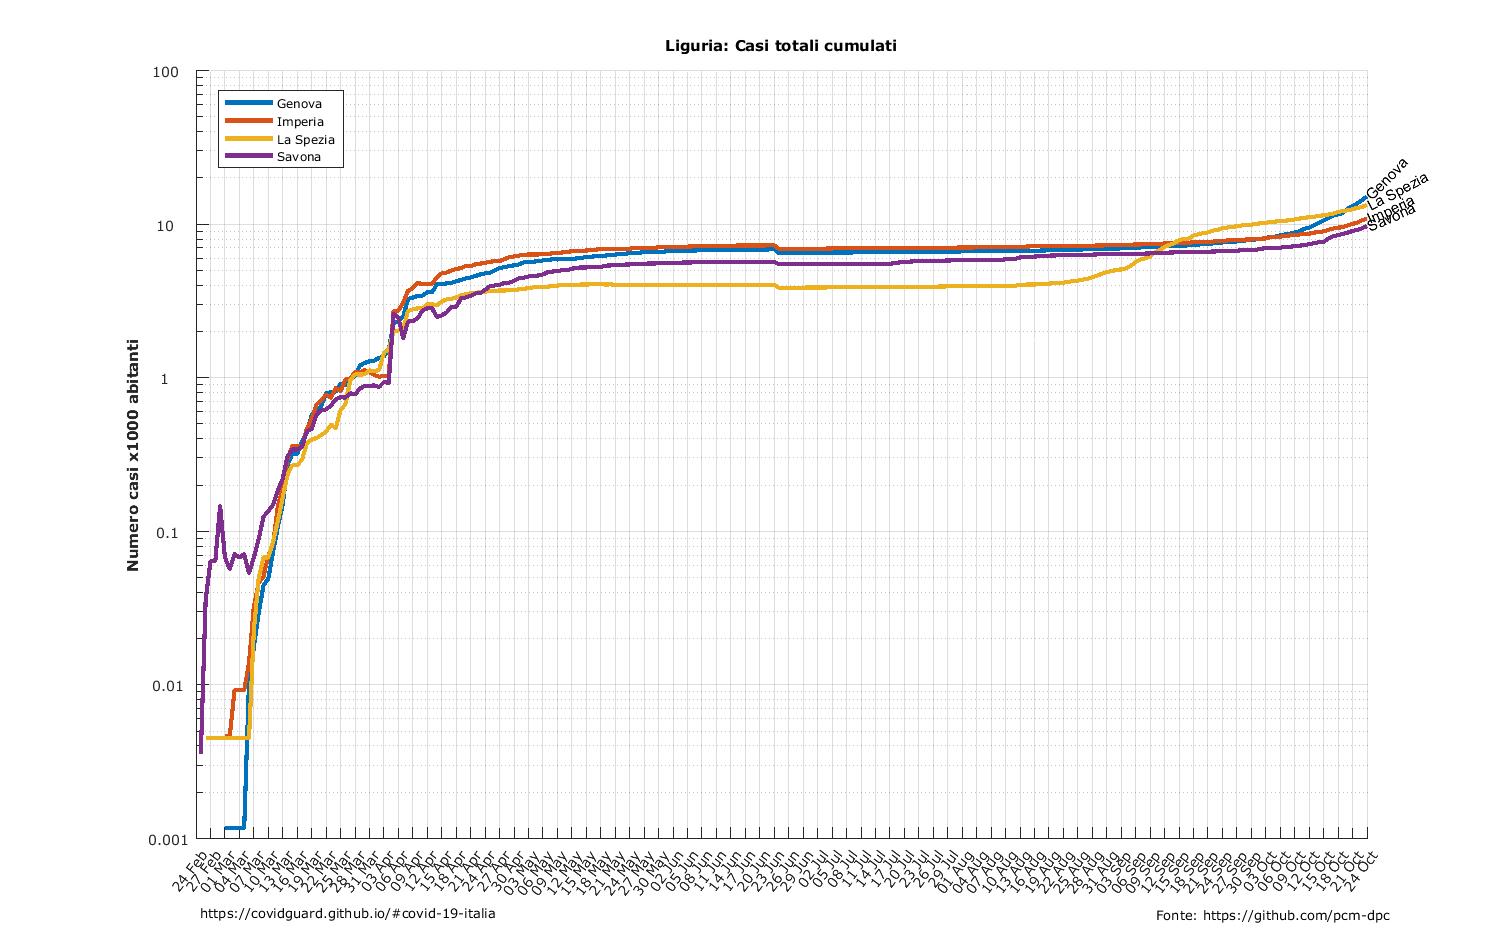 Liguria: Casi totali cumulati
100
10
1
0.1
0.01
0.001
Numero casi x1000 abitanti
Genova
Imperia
La Spezia
Savona
Genova
La Spezia
Imperia
Savona
24 Feb
27 Feb
01 Mar
04 Mar
07 Mar
10 Mar
13 Mar
16 Mar
19 Mar
22 Mar
25 Mar
28 Mar
31 Mar
03 Apr
06 Apr
09 Apr
12 Apr
15 Apr
18 Apr
21 Apr
24 Apr
27 Apr
30 Apr
03 May
06 May
09 May
12 May
15 May
18 May
21 May
24 May
27 May
30 May
02 Jun
05 Jun
08 Jun
11 Jun
14 Jun
17 Jun
20 Jun
23 Jun
26 Jun
29 Jun
02 Jul
05 Jul
08 Jul
11 Jul
14 Jul
17 Jul
20 Jul
23 Jul
26 Jul
29 Jul
01 Aug
04 Aug
07 Aug
10 Aug
13 Aug
16 Aug
19 Aug
22 Aug
25 Aug
28 Aug
31 Aug
03 Sep
06 Sep
09 Sep
12 Sep
15 Sep
18 Sep
21 Sep
24 Sep
27 Sep
30 Sep
03 Oct
06 Oct
09 Oct
12 Oct
15 Oct
18 Oct
21 Oct
24 Oct
https://covidguard.github.io/#covid-19-italia
Fonte: https://github.com/pcm-dpc